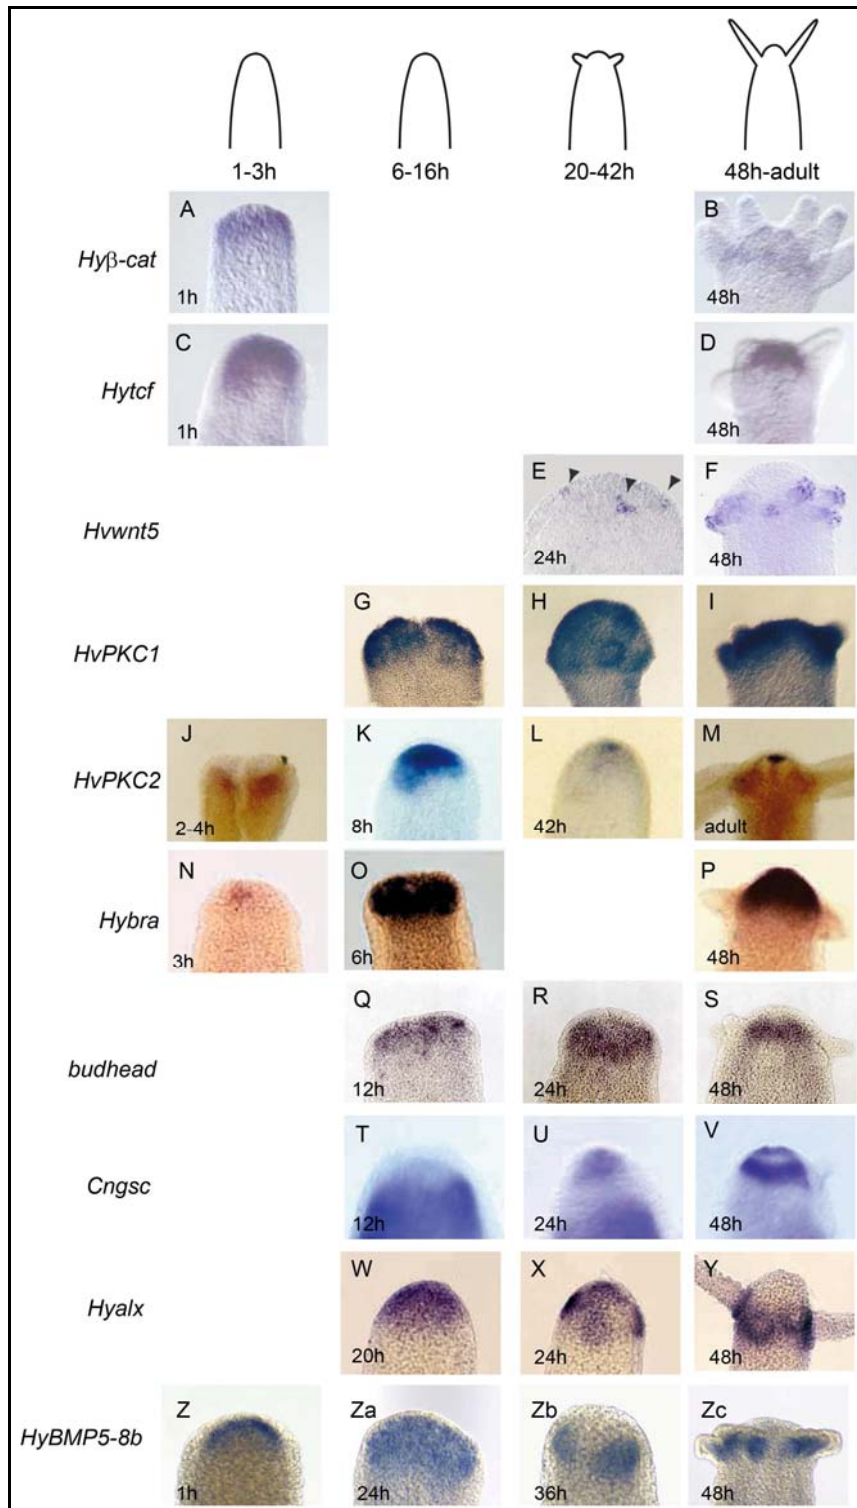 1-3h 6-16h 20-42h 48h-adult
A B
Hyβ-cat
1h 48h
C D
Hytcf
1h 48h
E F
Hvwnt5
24h 48h
G H I
HvPKC1
J K L M
HvPKC2
2-4h 8h 42h adult
N O P
Hybra
3h 6h 48h
Q R S
budhead
12h 24h 48h
T U V
Cngsc
12h 24h 48h
W X Y
Hyalx
20h 24h 48h
Z Za Zb Zc
HyBMP5-8b
1h 24h 36h 48h